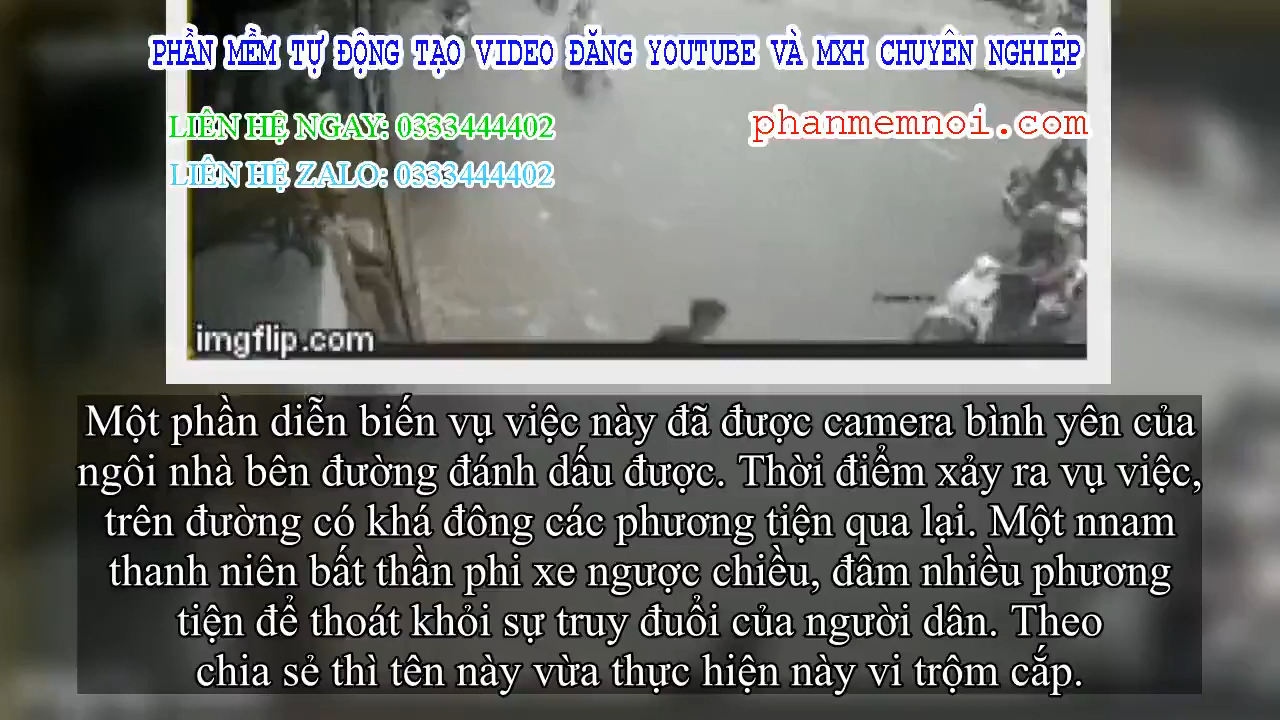 PHẦN MỀM TỰ ĐỘNG TẠO VIDEO ĐĂNG YOUTUBE VÀ MXH CHUYÊN NGHIỆP
LIÊN HỆ NGAY: 0333444402
phanmemnoi.com
LIÊN HỆ ZALO: 0333444402
imgflip.com
Một phần diễn biến vụ việc này đã được camera bình yên của
ngôi nhà bên đường đánh dấu được. Thời điểm xảy ra vụ việc,
trên đường có khá đông các phương tiện qua lại. Một nnam
thanh niên bất thần phi xe ngược chiều, đâm nhiều phương
tiện để thoát khỏi sự truy đuổi của người dân. Theo
chia sẻ thì tên này vừa thực hiện này vi trộm cắp.